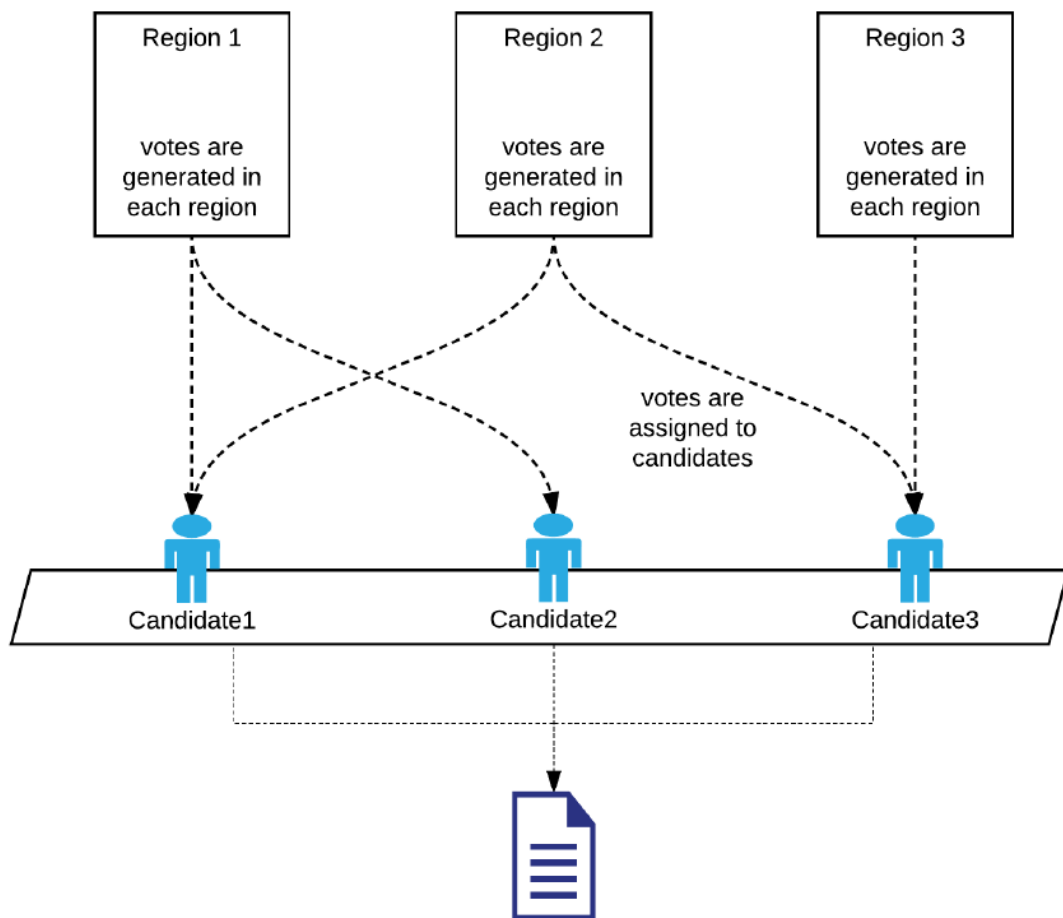 Region 1
votes are
generated in
each region
Region 2
votes are
generated in
each region
Region 3
votes are
generated in
each region
votes are
assigned to
candidates
Candidate1
Candidate2
Candidate3